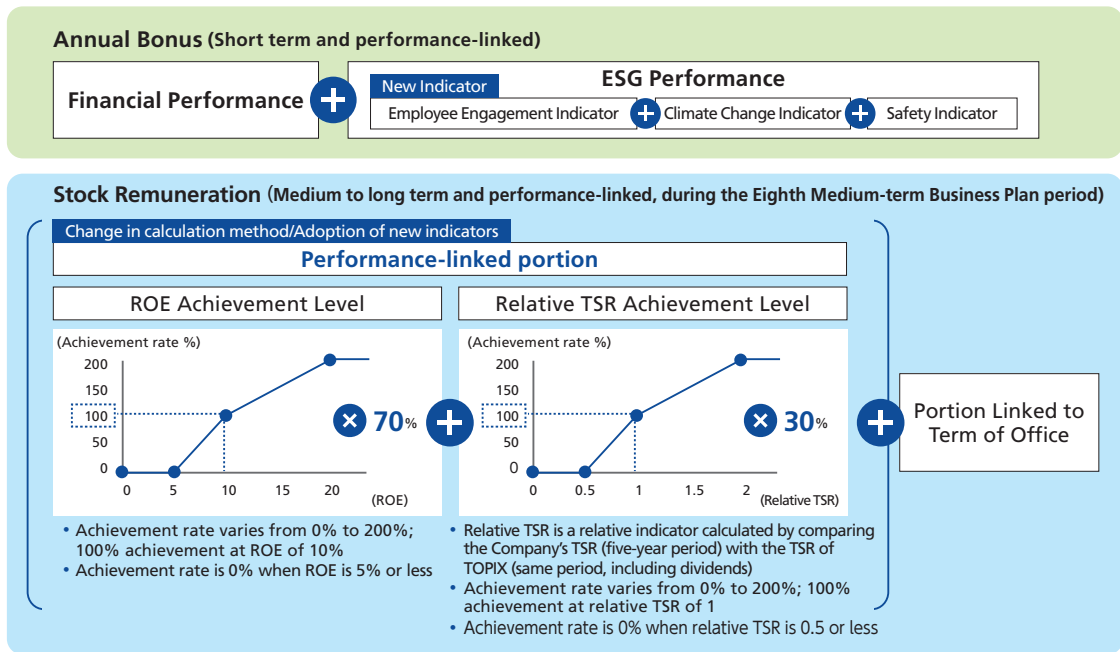 Annual Bonus (Short term and performance-linked)
Financial Performance
+
ESG Performance
New Indicator
Employee Engagement Indicator + Climate Change Indicator + Safety Indicator
Stock Remuneration (Medium to long term and performance-linked, during the Eighth Medium-term Business Plan period)
Change in calculation method/Adoption of new indicators
Performance-linked portion
ROE Achievement Level
(Achievement rate %)
200
150
100
50
0
0 5 10 15 20
(ROE)
× 70%
• Achievement rate varies from 0% to 200%;
100% achievement at ROE of 10%
• Achievement rate is 0% when ROE is 5% or less
+
Relative TSR Achievement Level
(Achievement rate %)
200
150
100
50
0
0 0.5 1 1.5 2
(Relative TSR)
× 30%
• Relative TSR is a relative indicator calculated by comparing
the Company's TSR (five-year period) with the TSR of
TOPIX (same period, including dividends)
• Achievement rate varies from 0% to 200%; 100%
achievement at relative TSR of 1
• Achievement rate is 0% when relative TSR is 0.5 or less
+
Portion Linked to
Term of Office